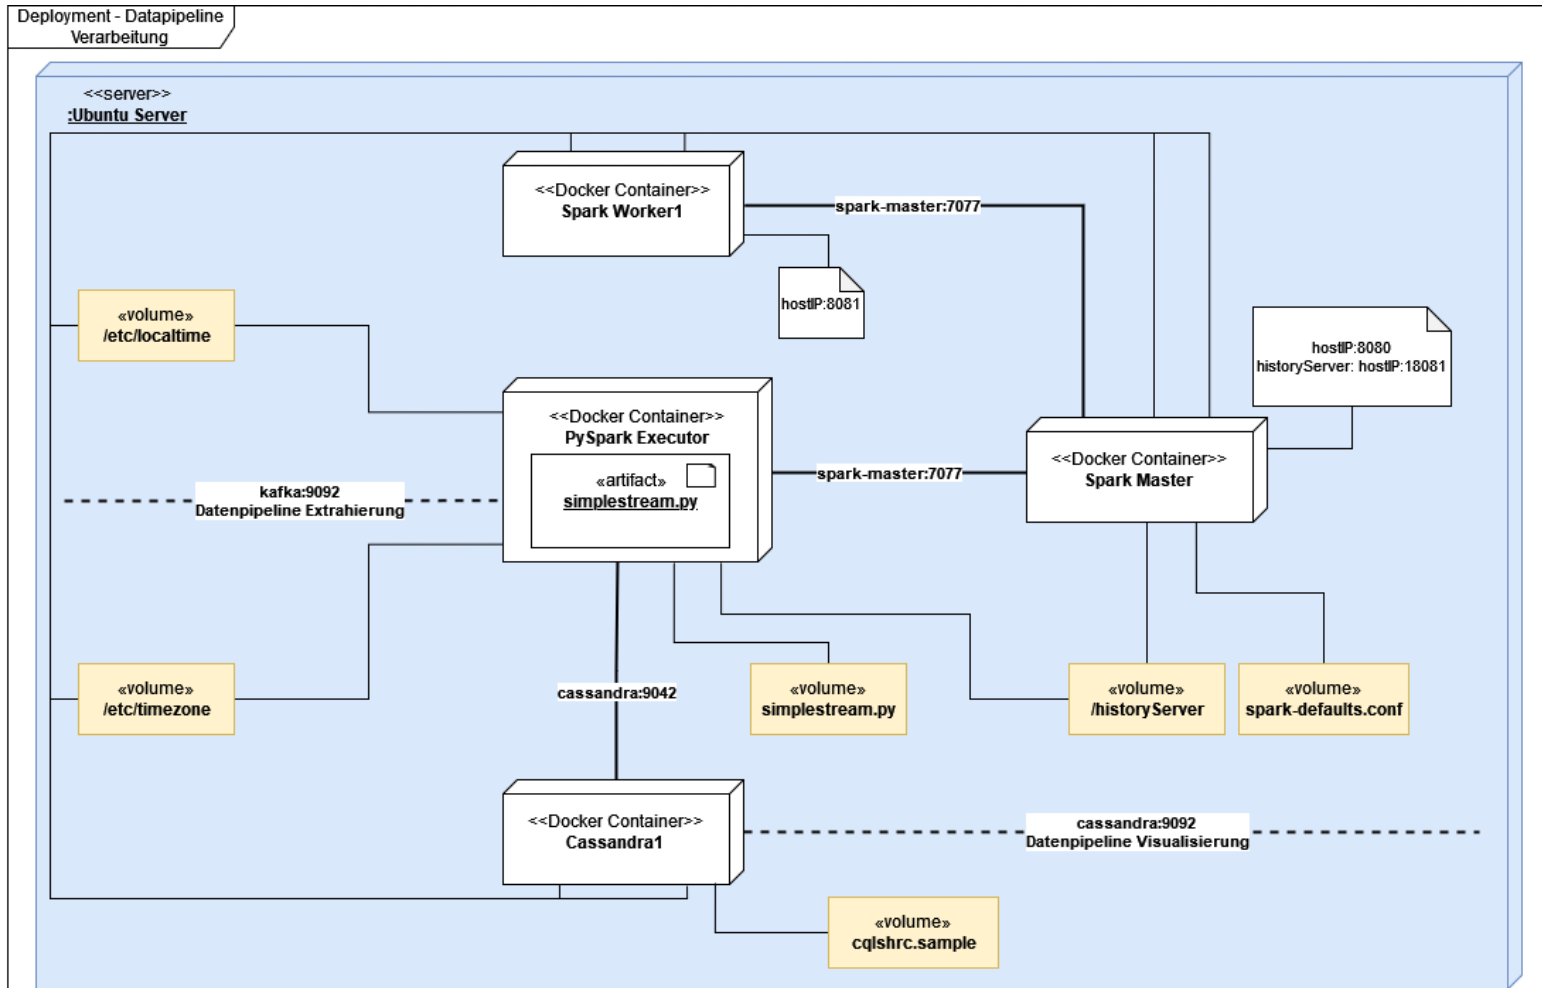 Deployment - Datapipeline
Verarbeitung
<<server>>
:Ubuntu Server
<<Docker Container>>
Spark Worker1
spark-master:7077
hostIP:8081
«volume»
/etc/localtime
hostIP:8080
historyServer: hostIP:18081
<<Docker Container>>
PySpark Executor
«artifact»
simplestream.py
spark-master:7077
<<Docker Container>>
Spark Master
kafka:9092
Datenpipeline Extrahierung
«volume»
/etc/timezone
cassandra:9042
«volume»
simplestream.py
«volume»
/historyServer
«volume»
spark-defaults.conf
<<Docker Container>>
Cassandra1
cassandra:9092
Datenpipeline Visualisierung
«volume»
cqlshrc.sample